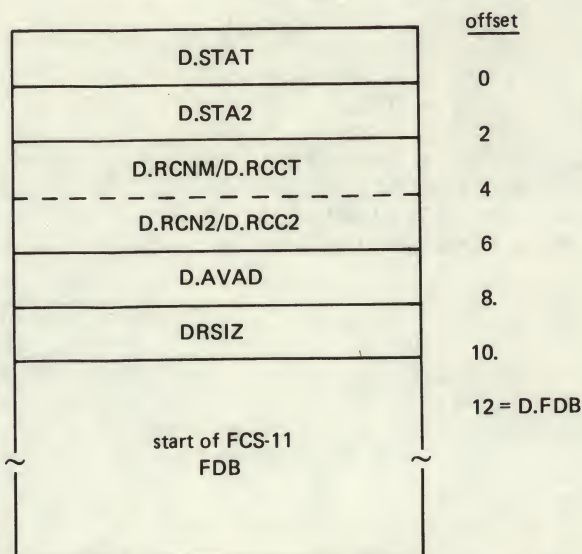 offset
D.STAT
0
D.STA2
2
D.RCNM/D.RCCT
4
D.RCN2/D.RCC2
6
D.AVAD
8.
DRSIZ
10.
12 = D.FDB
start of FCS-11
FDB